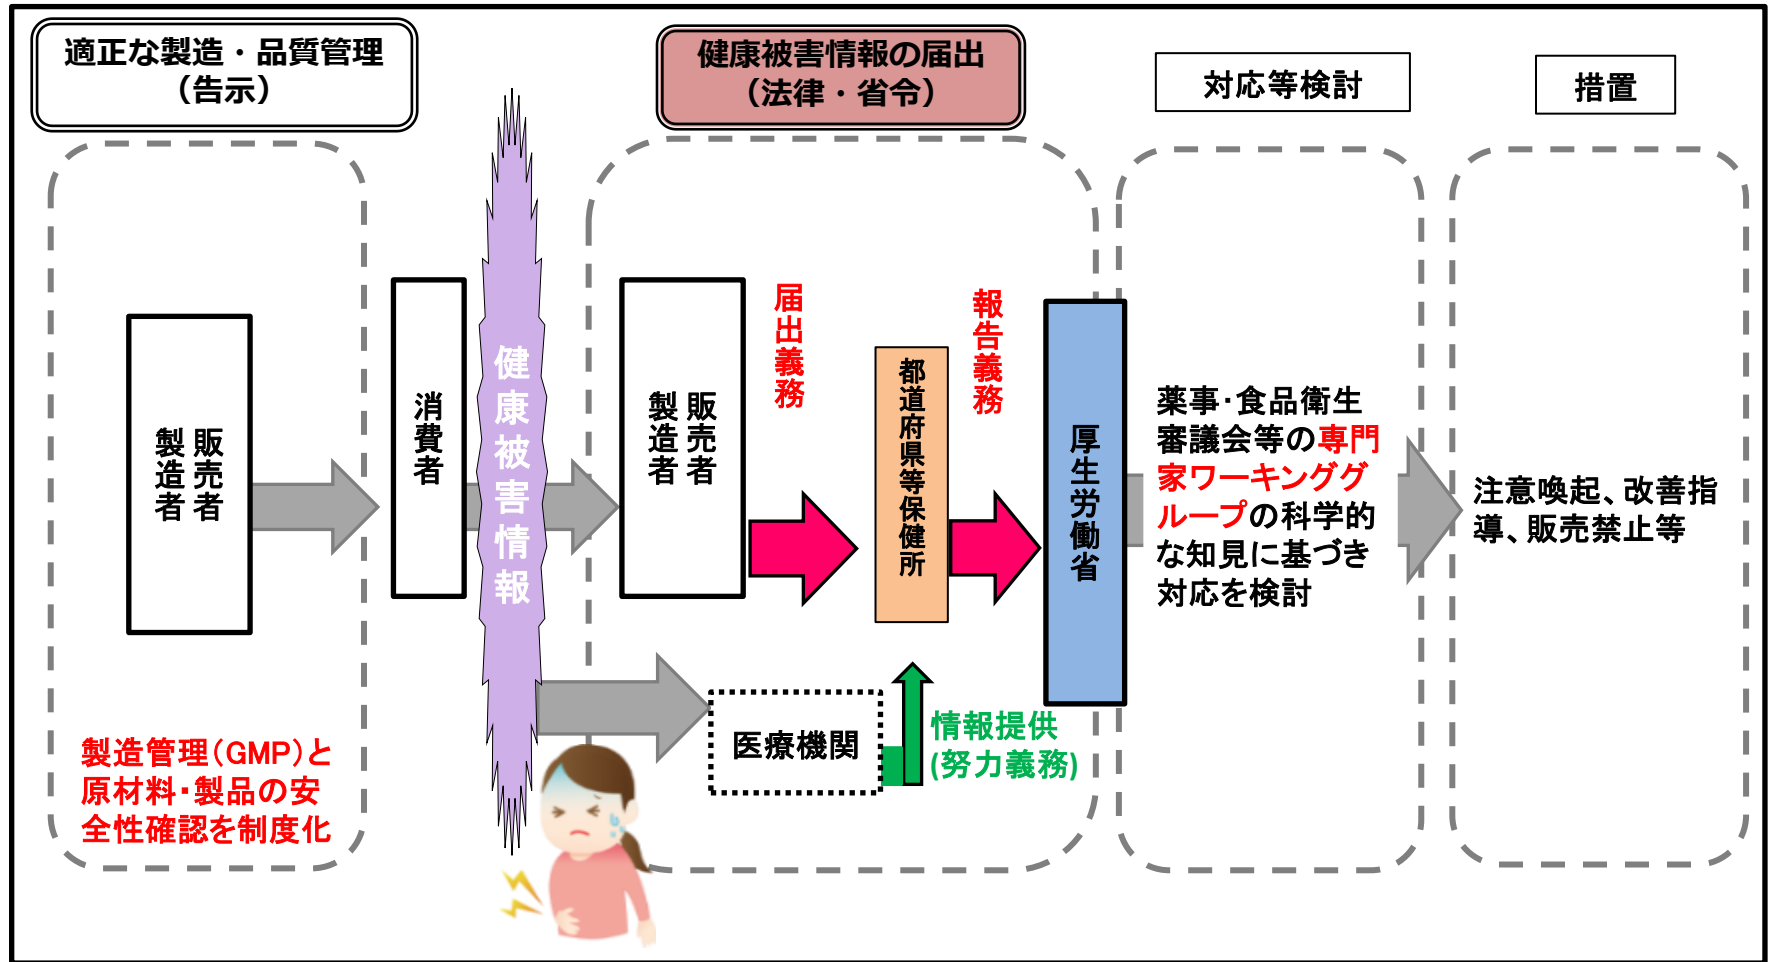 適正な製造・品質管理
（告示）
健康被害情報の届出
（法律・省令）
対応等検討
措置
販売者
製造者
製造管理（GMP）と
原材料・製品の安
全性確認を制度化
消費者
健康被害情報
販売者
製造者
届出義務
都道府県等保健所
報告義務
厚生労働省
医療機関
情報提供
(努力義務)
薬事・食品衛生
審議会等の専門
家ワーキンググ
ループの科学的
な知見に基づき
対応を検討
注意喚起、改善指
導、販売禁止等